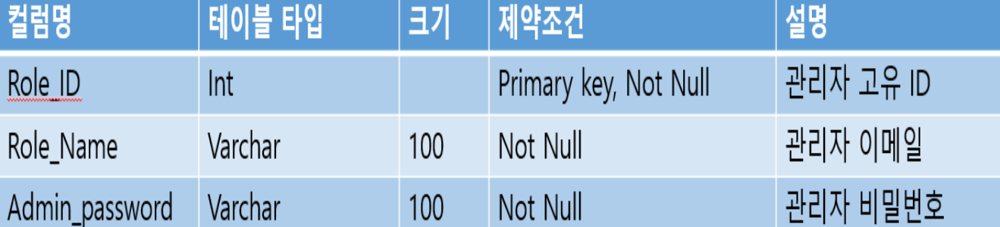 컬럼명 테이블 타입 크기 제약조건 설명
Role_ID Int Primary key, Not Null 관리자 고유 ID
Role_Name Varchar 100 Not Null 관리자 이메일
Admin_password Varchar 100 Not Null 관리자 비밀번호